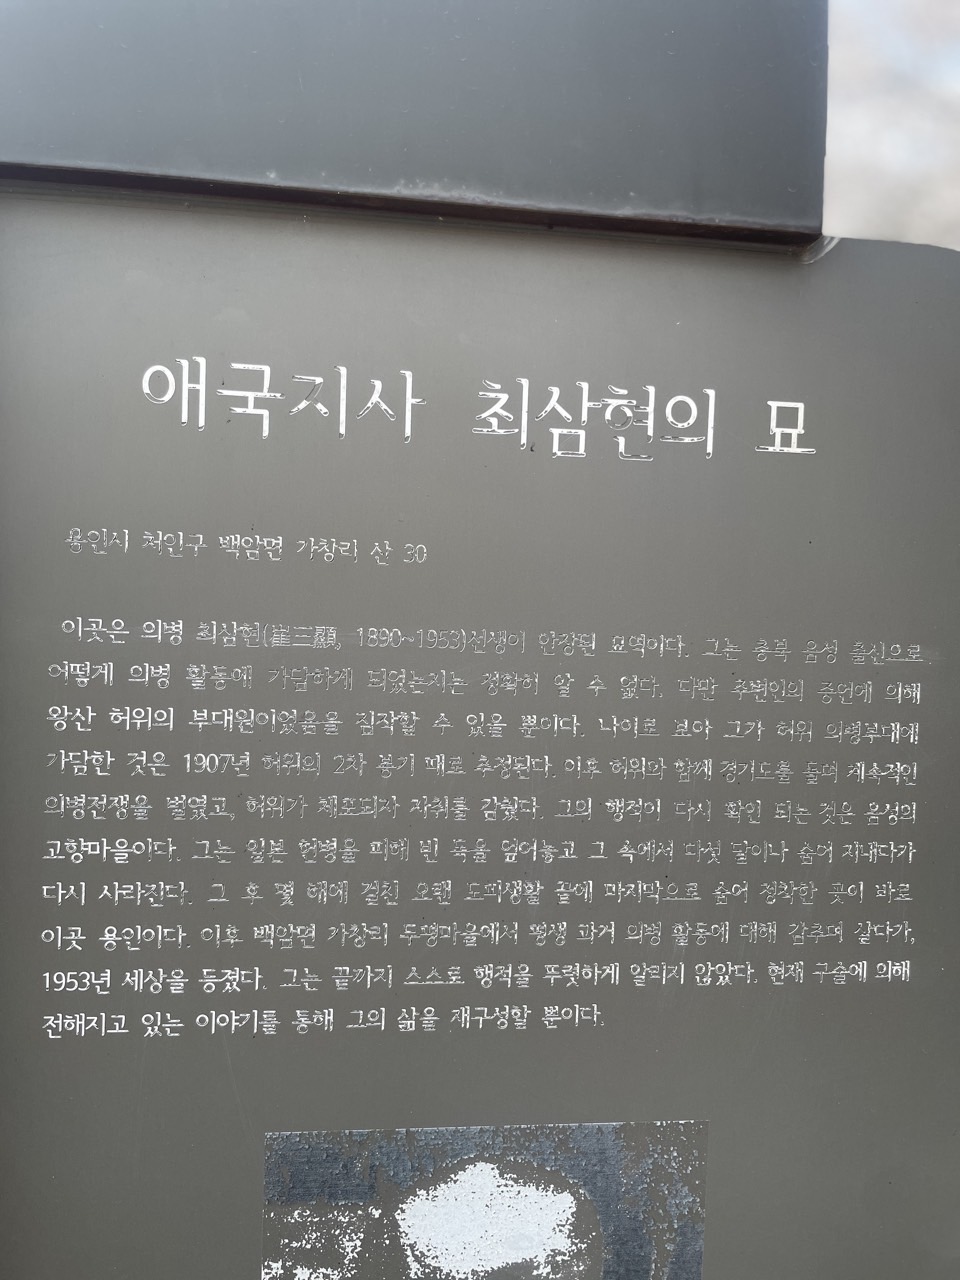 애국지사 최삼현의 묘
용인시 처인구 백암면 가창리 산 30
이곳은 의병 최삼현(崔三顯, 1890~1953)선생이 안장된 묘역이다. 그는 충북 음성 출신으로,
어떻게 의병 활동에 가담하게 되었는지는 정확히 알 수 없다. 다만 주변인의 증언에 의해
왕산 허위의 부대원이었음을 짐작할 수 있을 뿐이다. 나이로 보아 그가 허위 의병부대에
가담한 것은 1907년 허위의 2차 봉기 때로 추정된다. 이후 허위와 함께 경기도를 돌며 계속적인
의병전쟁을 벌였고, 허위가 체포되자 자취를 감췄다. 그의 행적이 다시 확인 되는 것은 음성의
고향마을이다. 그는 일본 헌병을 피해 빈 독을 엎어놓고 그 속에서 다섯 달이나 숨어 지내다가
다시 사라진다. 그 후 몇 해에 걸친 오랜 도피생활 끝에 마지막으로 숨어 정착한 곳이 바로
이곳 용인이다. 이후 백암면 가창리 두평마을에서 평생 과거 의병 활동에 대해 감추며 살다가,
1953년 세상을 등졌다. 그는 끝까지 스스로 행적을 뚜렷하게 알리지 않았다. 현재 구술에 의해
전해지고 있는 이야기를 통해 그의 삶을 재구성할 뿐이다.